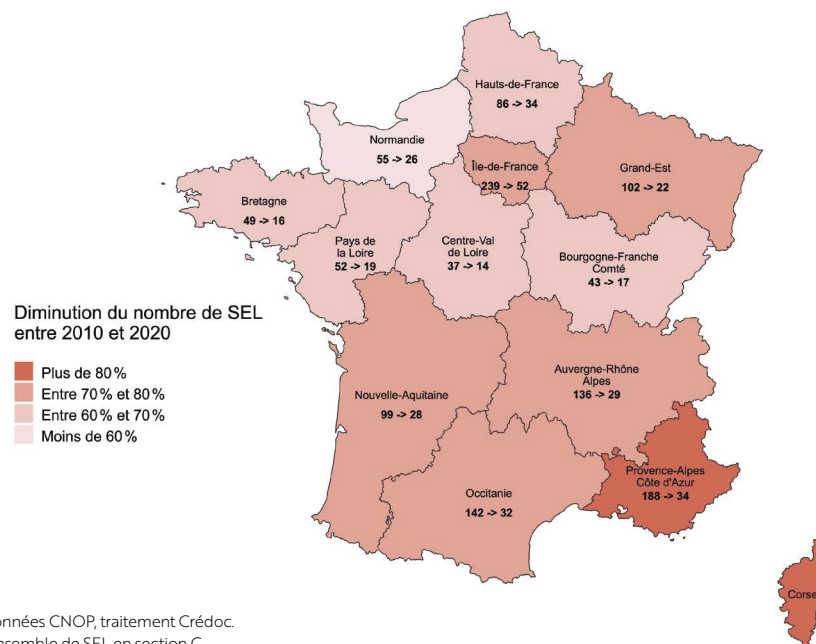 Hauts-de-France
86 -> 34
Normandie
55 -> 26
Île-de-France
239 -> 52
Grand-Est
102 -> 22
Bretagne
49 -> 16
Pays de
la Loire
52 -> 19
Centre-Val
de Loire
37 -> 14
Bourgogne-Franche
Comté
43 -> 17
Diminution du nombre de SEL
entre 2010 et 2020
Plus de 80 %
Entre 70 % et 80 %
Entre 60 % et 70 %
Moins de 60 %
Auvergne-Rhône
Alpes
136 -> 29
Nouvelle-Aquitaine
99 -> 28
Provence-Alpes
Côte d'Azur
188 -> 34
Occitanie
142 -> 32
Corse
onnées CNOP, traitement Crédoc.